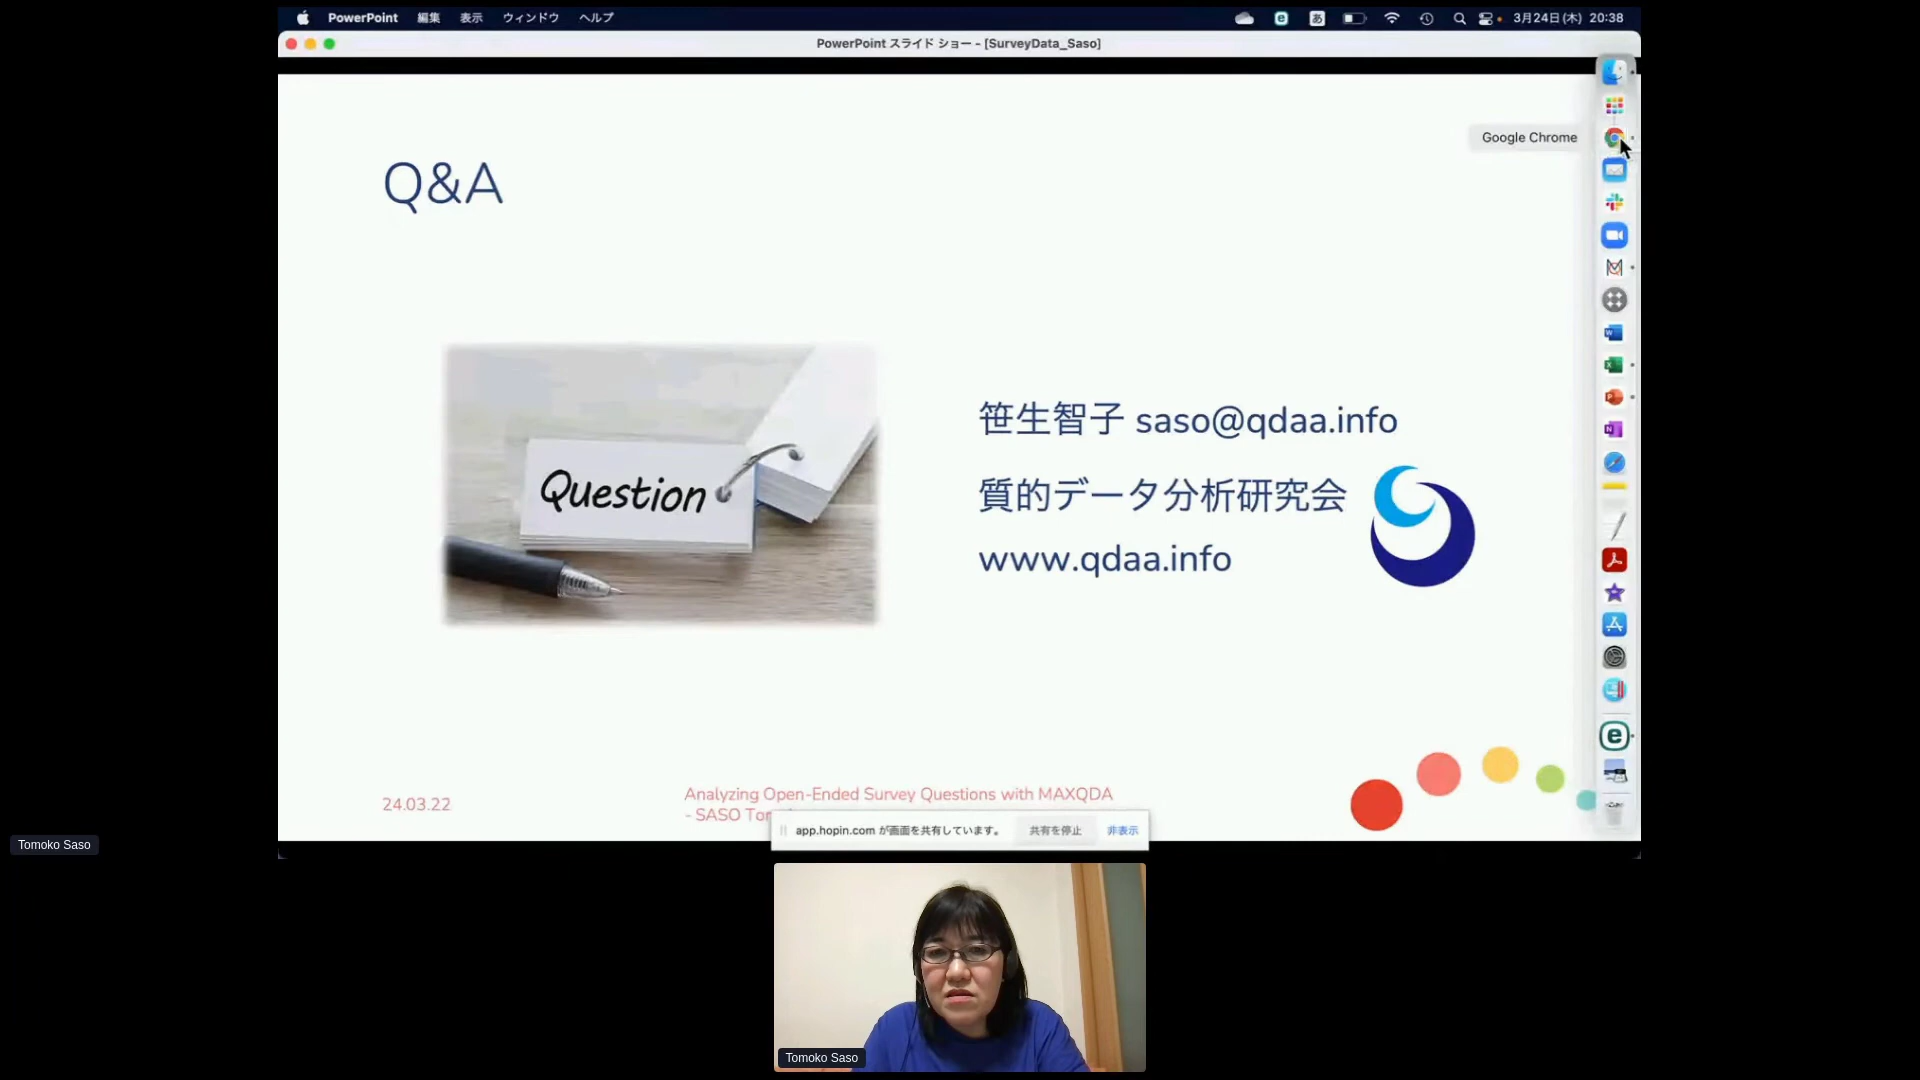 PowerPoint 編集 表示 ウィンドウ ヘルプ
3月24日(木) 20:38
PowerPoint スライド ショー - [SurveyData_Saso]
Google Chrome
Q&A
Question
笹生智子 saso@qdaa.info
質的データ分析研究会
www.qdaa.info
24.03.22
Analyzing Open-Ended Survey Questions with MAXQDA
- SASO
app.hopin.com が画面を共有しています。 共有を停止 非表示
Tomoko Saso
Tomoko Saso